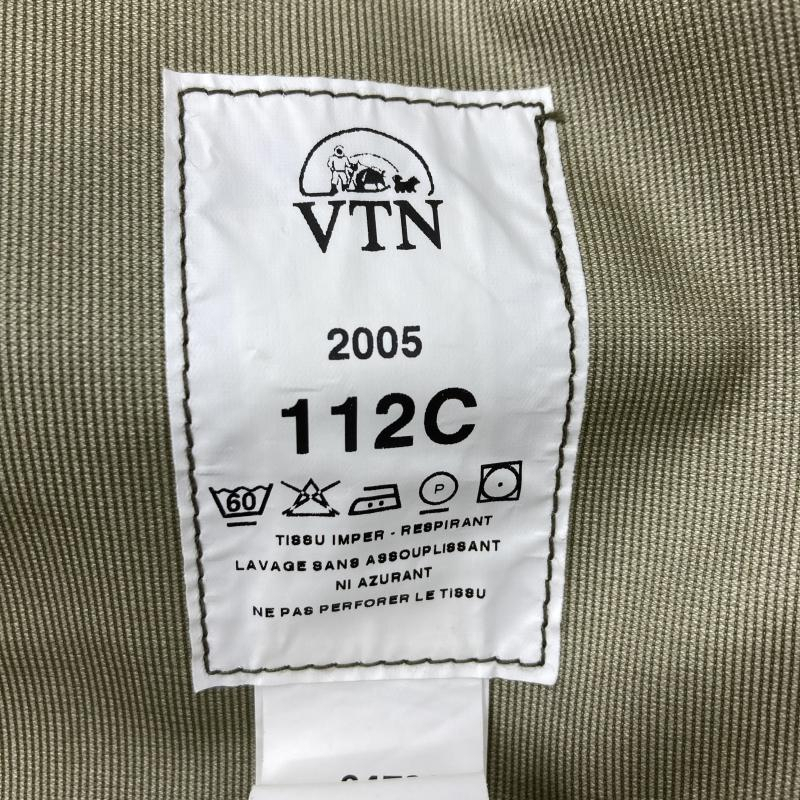 VTN
2005
112C
60 P
TISSU IMPER - RESPIRANT
LAVAGE SANS ASSOUPLISSANT
NI AZURANT
NE PAS PERFORER LE TISSU